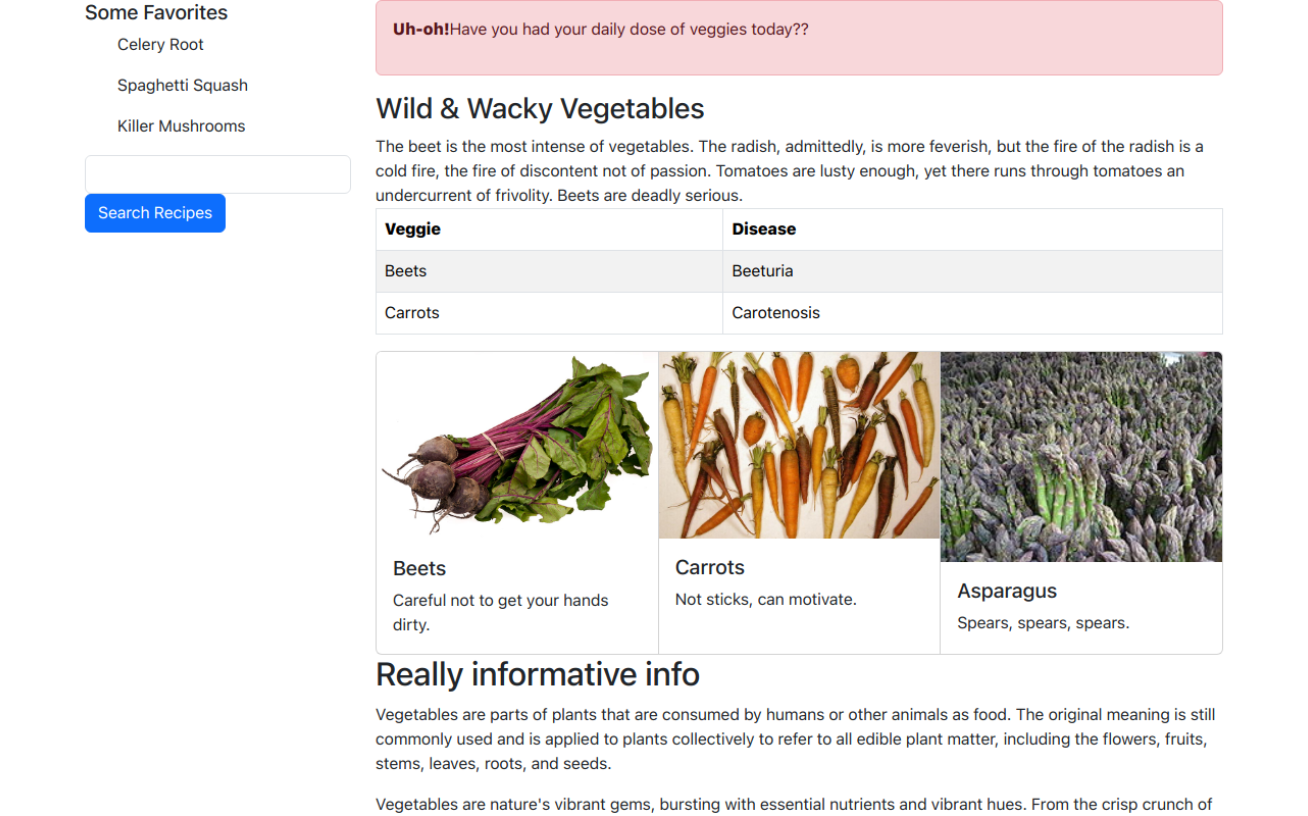 Some Favorites
Celery Root
Spaghetti Squash
Killer Mushrooms
Search Recipes
Uh-oh!Have you had your daily dose of veggies today??
Wild & Wacky Vegetables
The beet is the most intense of vegetables. The radish, admittedly, is more feverish, but the fire of the radish is a
cold fire, the fire of discontent not of passion. Tomatoes are lusty enough, yet there runs through tomatoes an
undercurrent of frivolity. Beets are deadly serious.
Veggie Disease
Beets Beeturia
Carrots Carotenosis
Beets
Careful not to get your hands
dirty.
Carrots
Not sticks, can motivate.
Asparagus
Spears, spears, spears.
Really informative info
Vegetables are parts of plants that are consumed by humans or other animals as food. The original meaning is still
commonly used and is applied to plants collectively to refer to all edible plant matter, including the flowers, fruits,
stems, leaves, roots, and seeds.
Vegetables are nature's vibrant gems, bursting with essential nutrients and vibrant hues. From the crisp crunch of